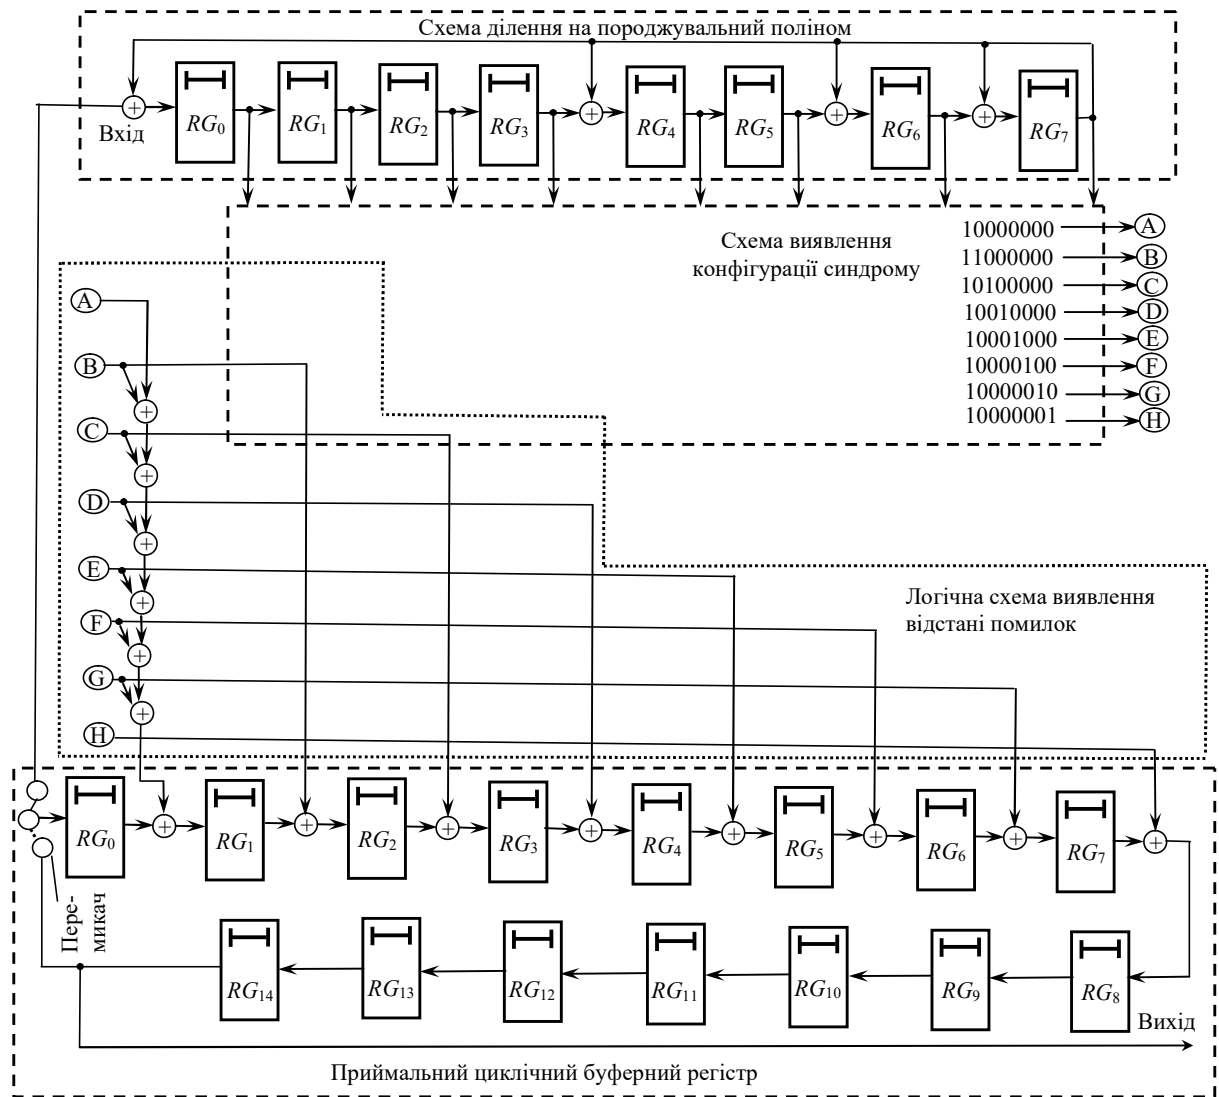 Схема ділення на породжувальний поліном
RG0 RG1 RG2 RG3 RG4 RG5 RG6 RG7
Вхід
Схема виявлення
конфігурації синдрому
10000000 A
11000000 B
10100000 C
10010000 D
10001000 E
10000100 F
10000010 G
10000001 H
A
B
C
D
E
F
G
H
Логічна схема виявлення
відстані помилок
RG0 RG1 RG2 RG3 RG4 RG5 RG6 RG7
Пере-
микач
RG14 RG13 RG12 RG11 RG10 RG9 RG8
Вихід
Приймальний циклічний буферний регістр